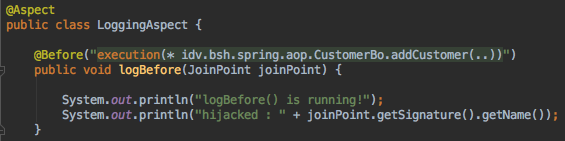 @Aspect
public class LoggingAspect {
@Before("execution(* idv.bsh.spring.aop.CustomerBo.addCustomer(..))")
public void logBefore(JoinPoint joinPoint) {
System.out.println("logBefore() is running!");
System.out.println("hijacked : " + joinPoint.getSignature().getName());
}